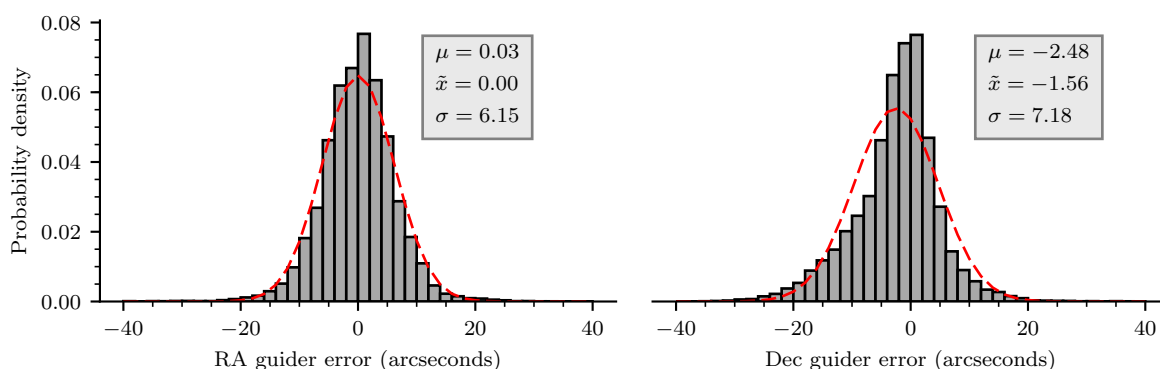 Probability density
0.08
0.06
0.04
0.02
0.00
μ = 0.03
x̃ = 0.00
σ = 6.15
−40 −20 0 20 40
RA guider error (arcseconds)
μ = −2.48
x̃ = −1.56
σ = 7.18
−40 −20 0 20 40
Dec guider error (arcseconds)